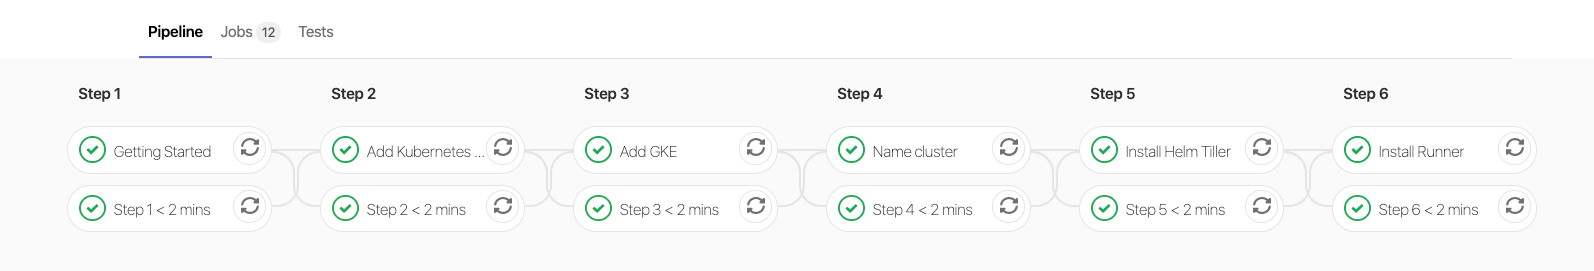 Pipeline Jobs 12 Tests
Step 1 Step 2 Step 3 Step 4 Step 5 Step 6
Getting Started Add Kubernetes ... Add GKE Name cluster Install Helm Tiller Install Runner
Step 1 < 2 mins Step 2 < 2 mins Step 3 < 2 mins Step 4 < 2 mins Step 5 < 2 mins Step 6 < 2 mins